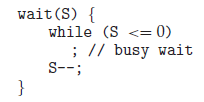 wait(S) {
    while (S <= 0)
        ; // busy wait
    S--;
}